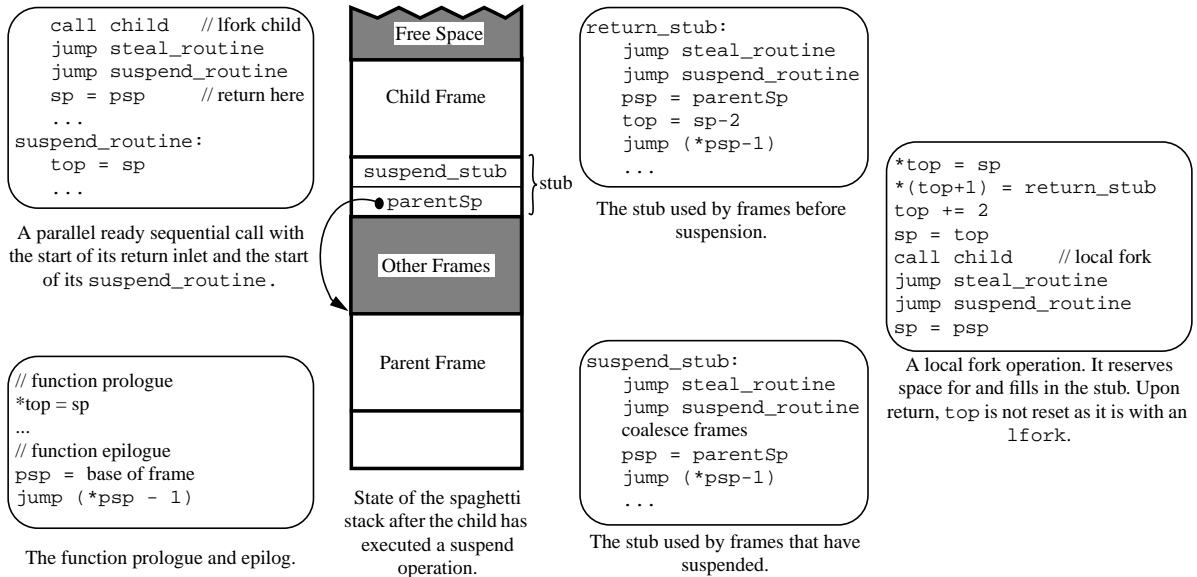 call child // lfork child
jump steal_routine
jump suspend_routine
sp = psp // return here
...
suspend_routine:
top = sp
...
A parallel ready sequential call with
the start of its return inlet and the start
of its suspend_routine.
// function prologue
*top = sp
...
// function epilogue
psp = base of frame
jump (*psp - 1)
The function prologue and epilog.
Free Space
Child Frame
suspend_stub
parentSp
stub
Other Frames
Parent Frame
State of the spaghetti
stack after the child has
executed a suspend
operation.
return_stub:
jump steal_routine
jump suspend_routine
psp = parentSp
top = sp-2
jump (*psp-1)
...
The stub used by frames before
suspension.
suspend_stub:
jump steal_routine
jump suspend_routine
coalesce frames
psp = parentSp
jump (*psp-1)
...
The stub used by frames that have
suspended.
*top = sp
*(top+1) = return_stub
top += 2
sp = top
call child // local fork
jump steal_routine
jump suspend_routine
sp = psp
A local fork operation. It reserves
space for and fills in the stub. Upon
return, top is not reset as it is with an
lfork.